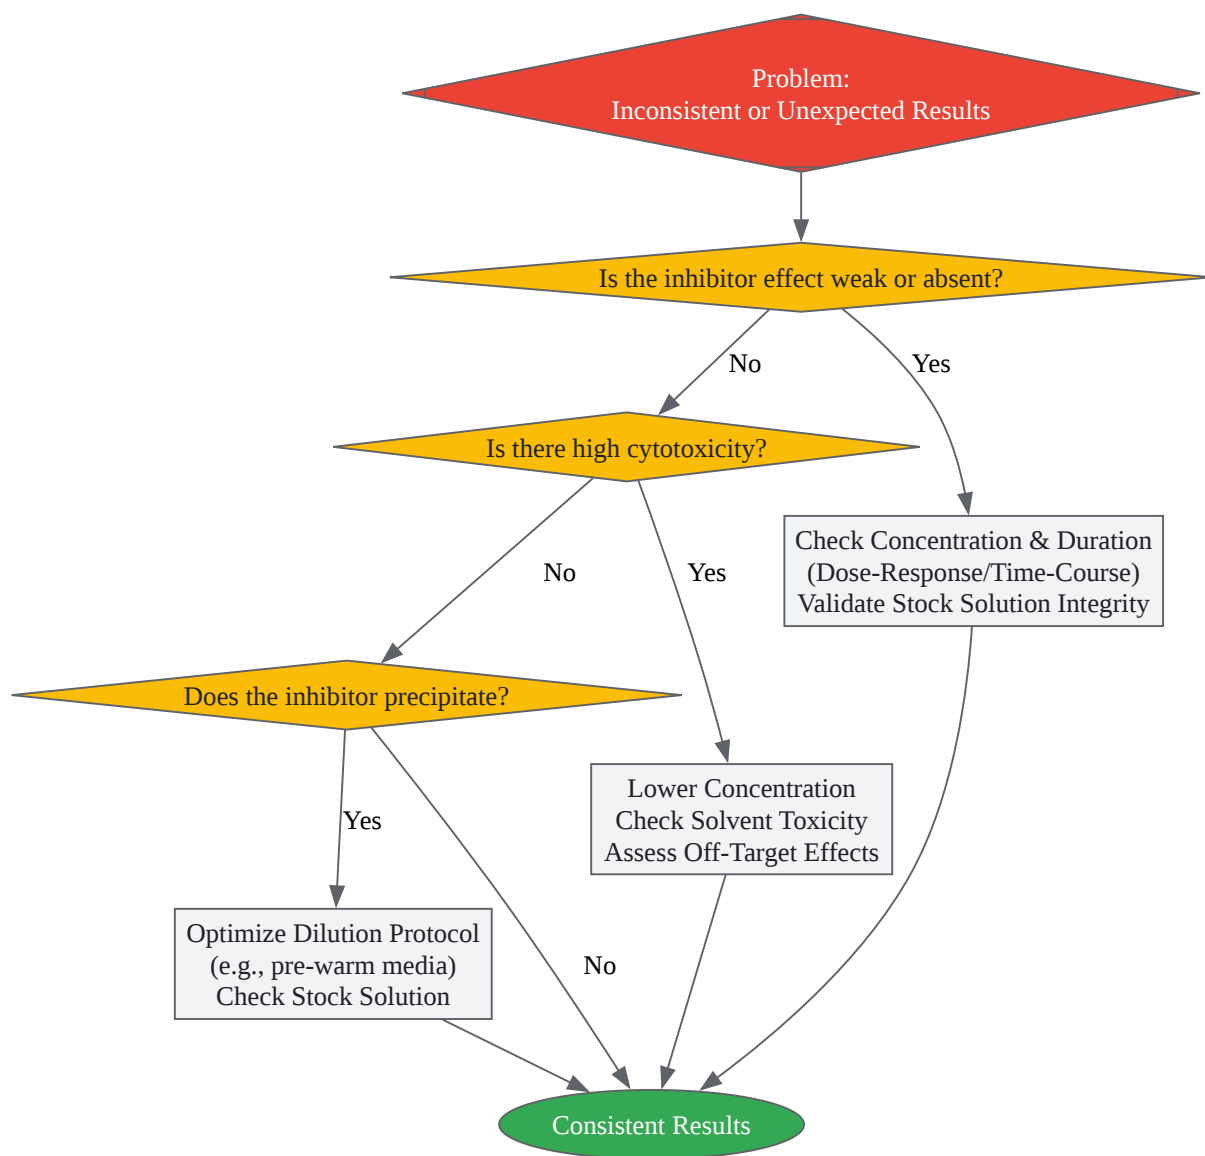 Problem:
Inconsistent or Unexpected Results
Is the inhibitor effect weak or absent?
No
Yes
Is there high cytotoxicity?
Check Concentration & Duration
(Dose-Response/Time-Course)
Validate Stock Solution Integrity
No
Yes
Does the inhibitor precipitate?
Lower Concentration
Check Solvent Toxicity
Assess Off-Target Effects
Yes
Optimize Dilution Protocol
(e.g., pre-warm media)
Check Stock Solution
No
Consistent Results